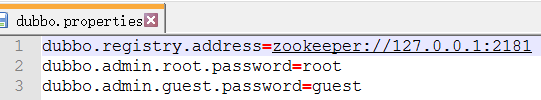 dubbo.properties
1 dubbo.registry.address=zookeeper://127.0.0.1:2181
2 dubbo.admin.root.password=root
3 dubbo.admin.guest.password=guest